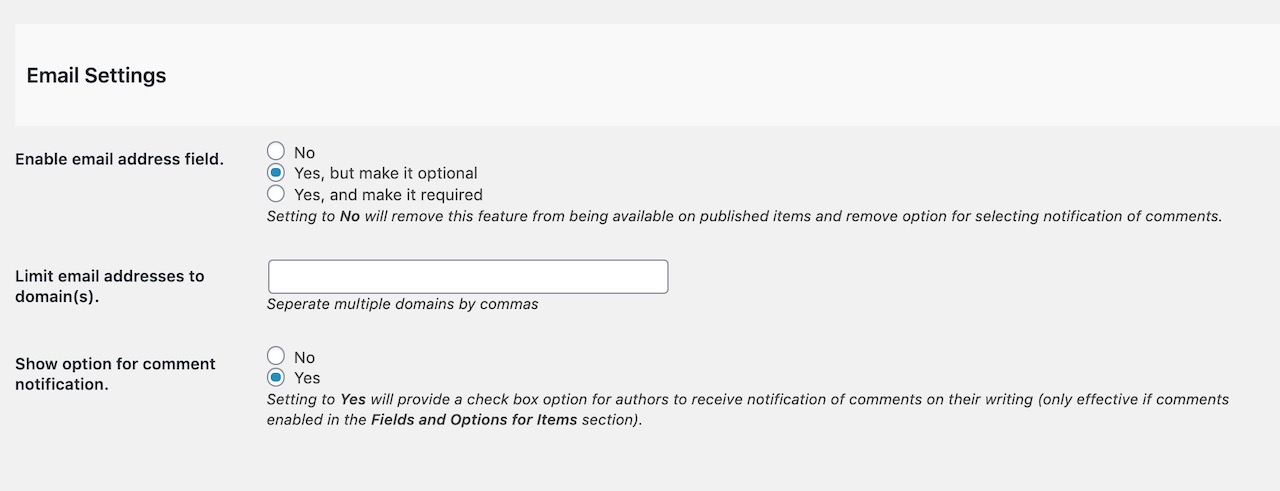 Email Settings
Enable email address field.
No
Yes, but make it optional
Yes, and make it required
Setting to No will remove this feature from being available on published items and remove option for selecting notification of comments.
Limit email addresses to
domain(s).
Seperate multiple domains by commas
Show option for comment
notification.
No
Yes
Setting to Yes will provide a check box option for authors to receive notification of comments on their writing (only effective if comments
enabled in the Fields and Options for Items section).